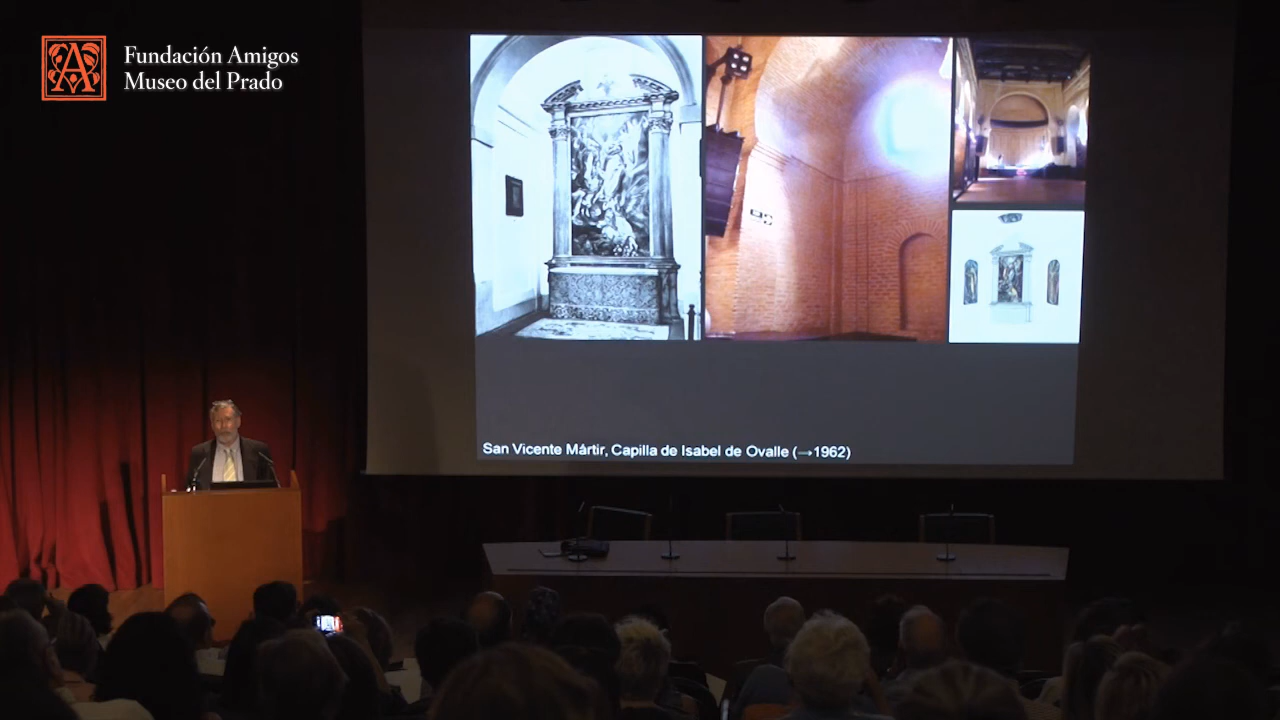 Fundación Amigos
Museo del Prado
San Vicente Mártir, Capilla de Isabel de Ovalle (→1962)